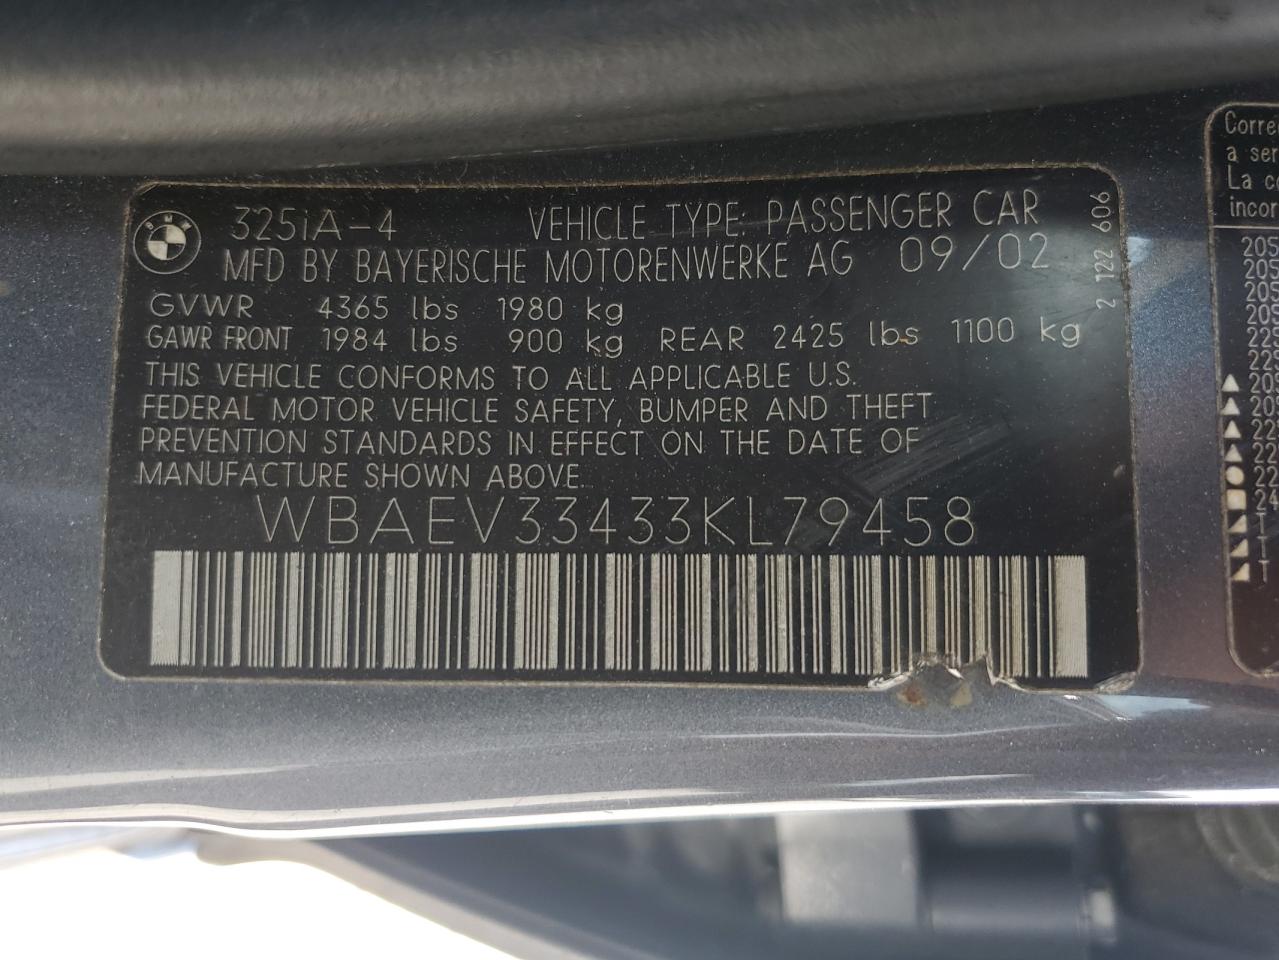 325iA-4 VEHICLE TYPE: PASSENGER CAR
MFD BY BAYERISCHE MOTORENWERKE AG 09/02
GVWR 4365 lbs 1980 kg
GAWR FRONT 1984 lbs 900 kg REAR 2425 lbs 1100 kg
THIS VEHICLE CONFORMS TO ALL APPLICABLE U.S.
FEDERAL MOTOR VEHICLE SAFETY, BUMPER AND THEFT
PREVENTION STANDARDS IN EFFECT ON THE DATE OF
MANUFACTURE SHOWN ABOVE.
WBAEV33433KL79458
2 122 606
a ser
La
incor